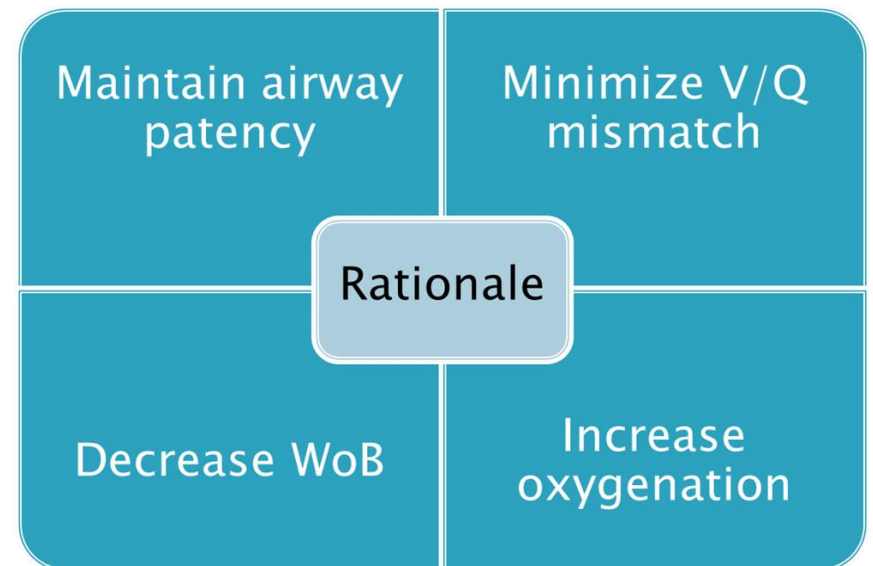 Maintain airway
patency
Minimize V/Q
mismatch
Rationale
Decrease WoB
Increase
oxygenation